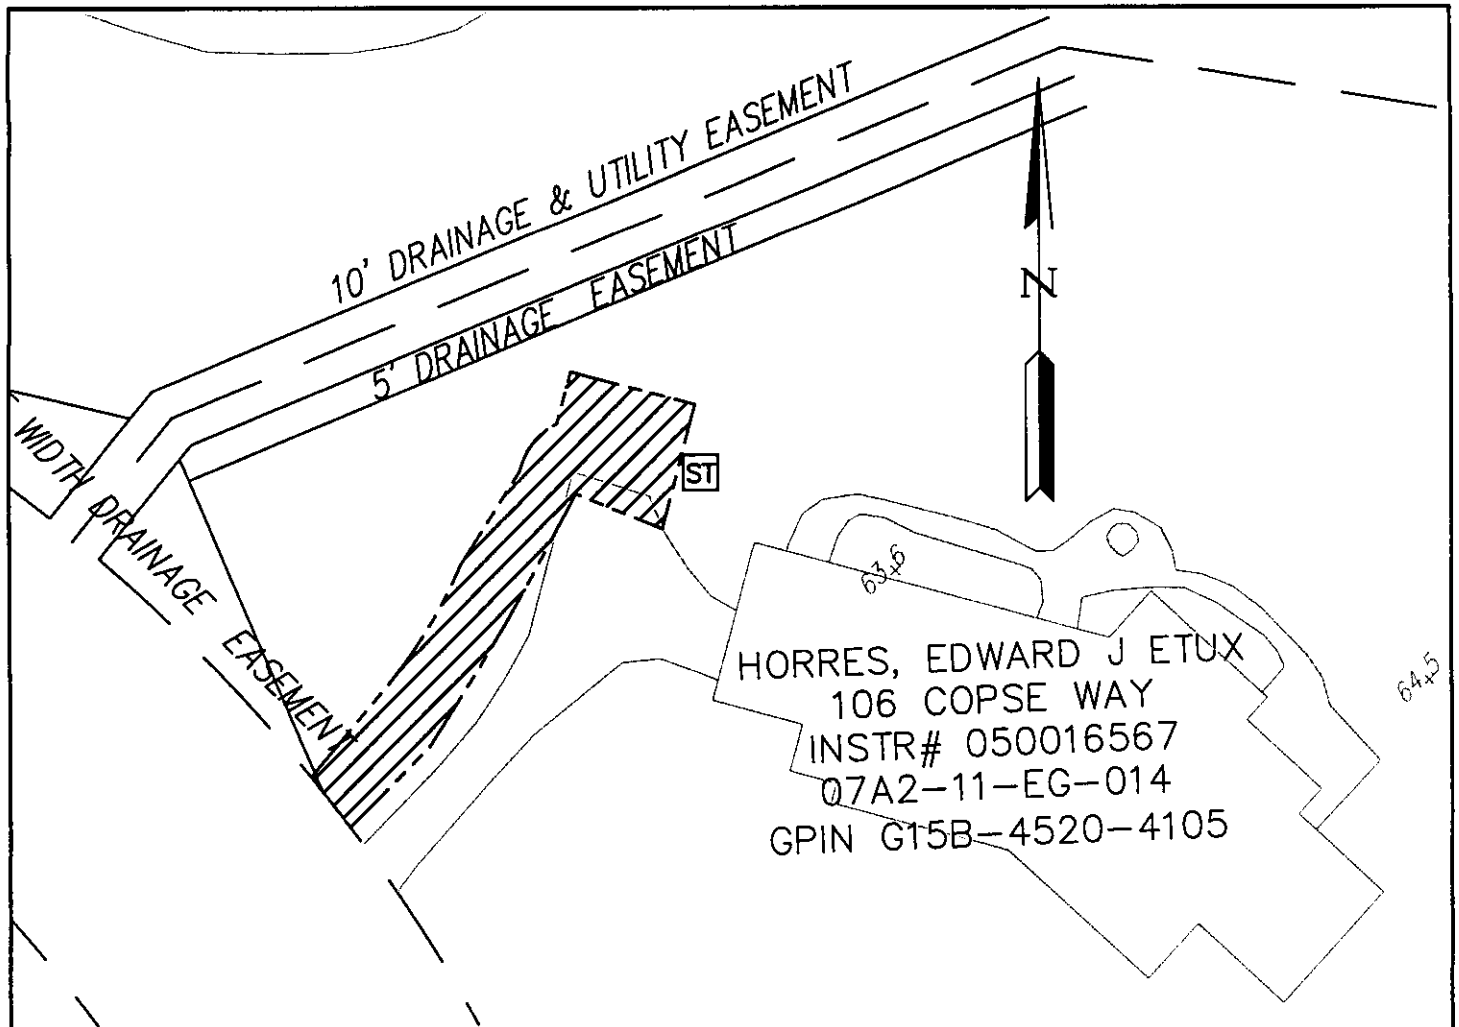 10' DRAINAGE & UTILITY EASEMENT
5' DRAINAGE EASEMENT
WIDTH DRAINAGE EASEMENT
N
ST
63.6
64.5
HORRES, EDWARD J ETUX
106 COPSE WAY
INSTR# 050016567
07A2-11-EG-014
GPIN G15B-4520-4105